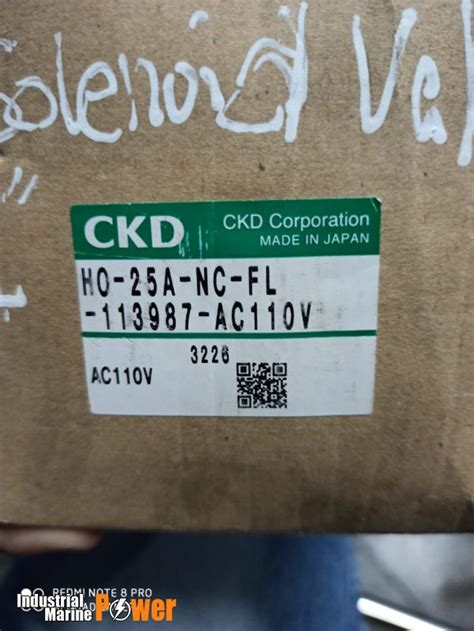 Solenoid Val
"
CKD
CKD Corporation
MADE IN JAPAN
HO-25A-NC-FL
-113987-AC110V
3226
AC110V
REDMI NOTE 8 PRO
Industrial
Marine
Power